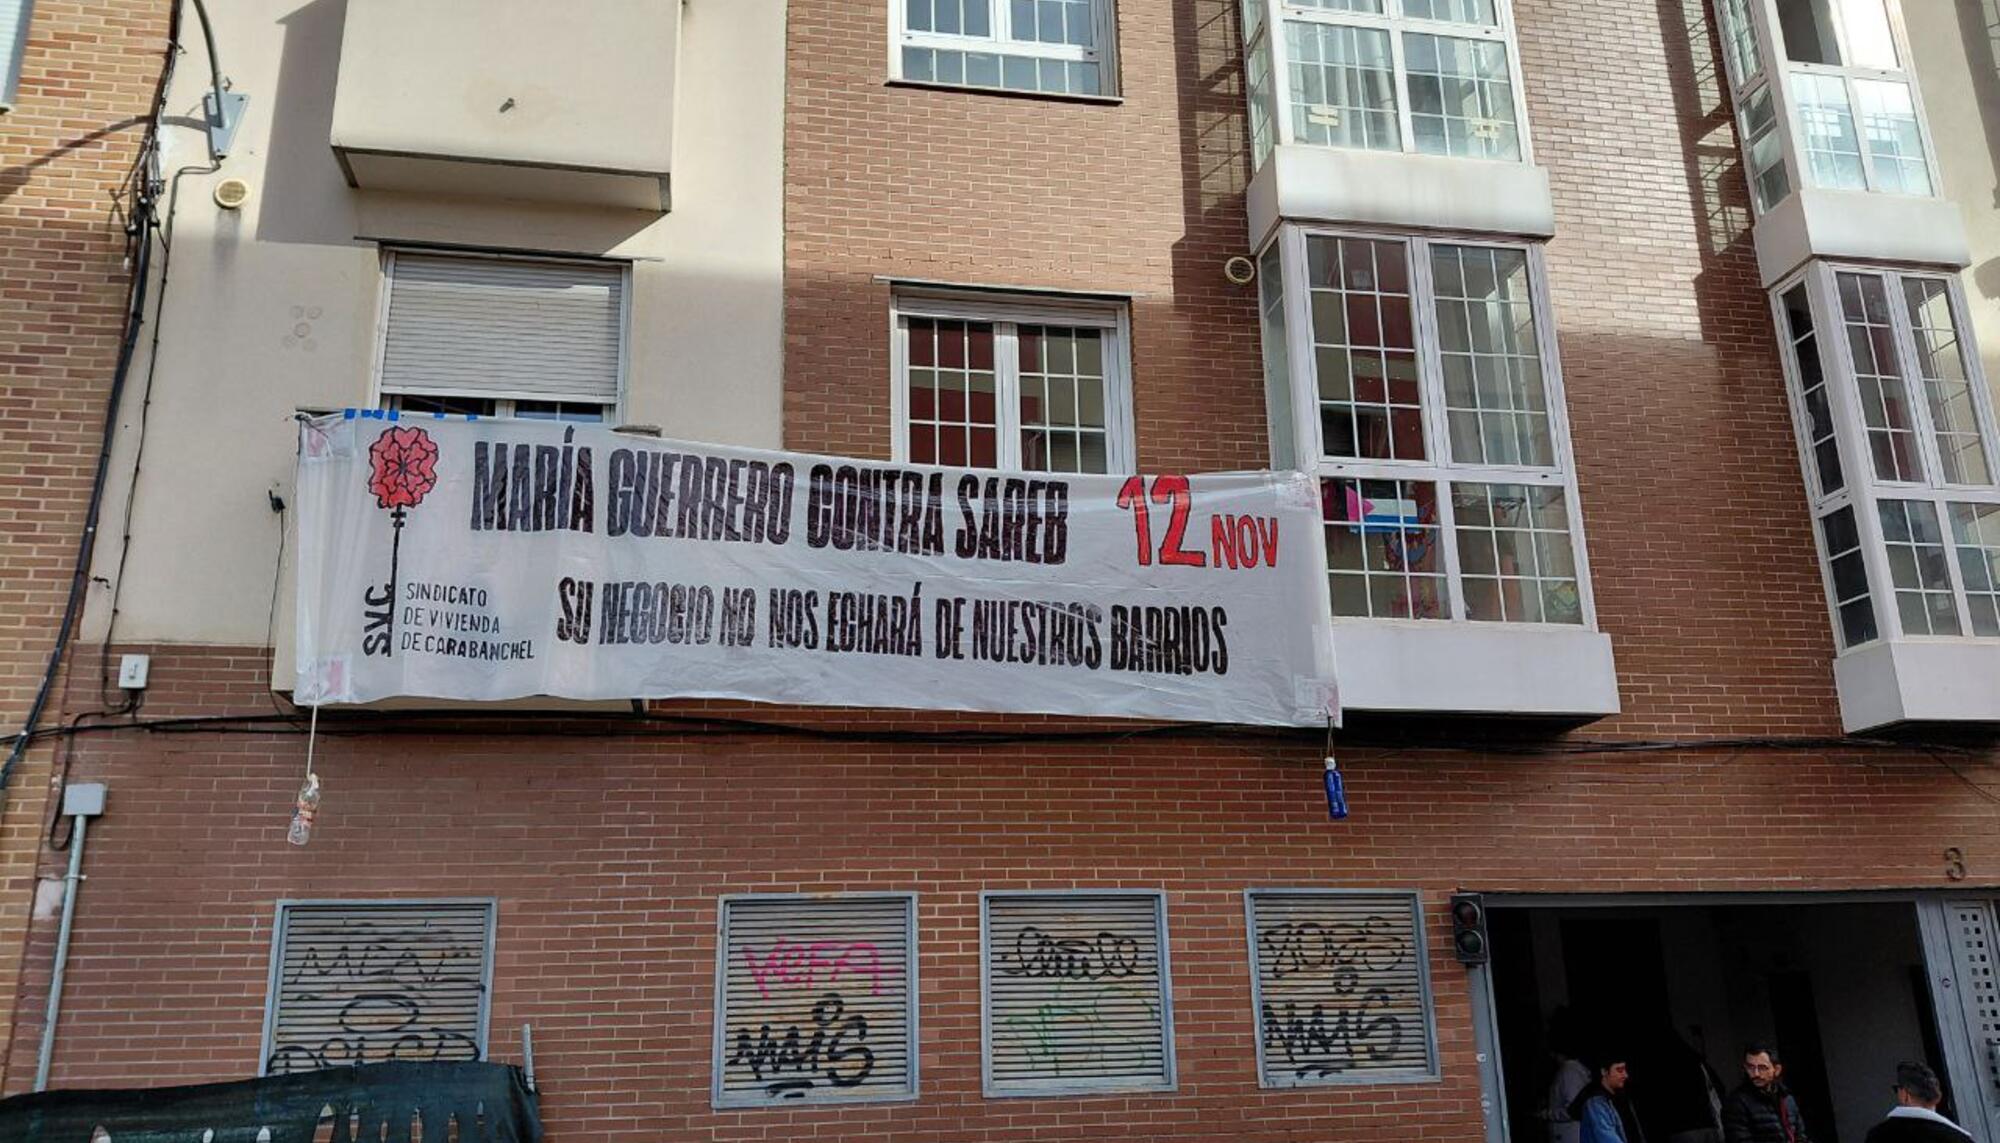 MARÍA GUERRERO CONTRA SAREB 12 NOV
SU NEGOCIO NO NOS ECHARÁ DE NUESTROS BARRIOS
SVC
SINDICATO
DE VIVIENDA
DE CARABANCHEL
3
KEFA